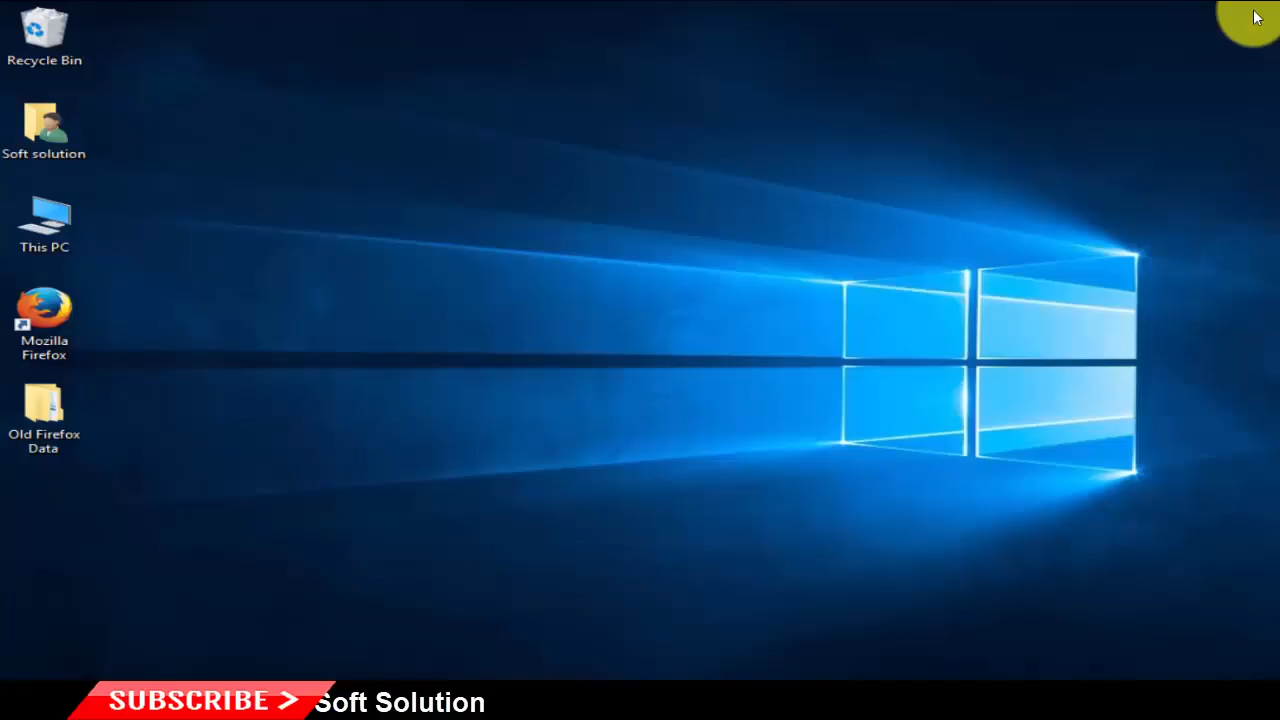 Recycle Bin
Soft solution
This PC
Mozilla
Firefox
Old Firefox
Data
SUBSCRIBE > Soft Solution